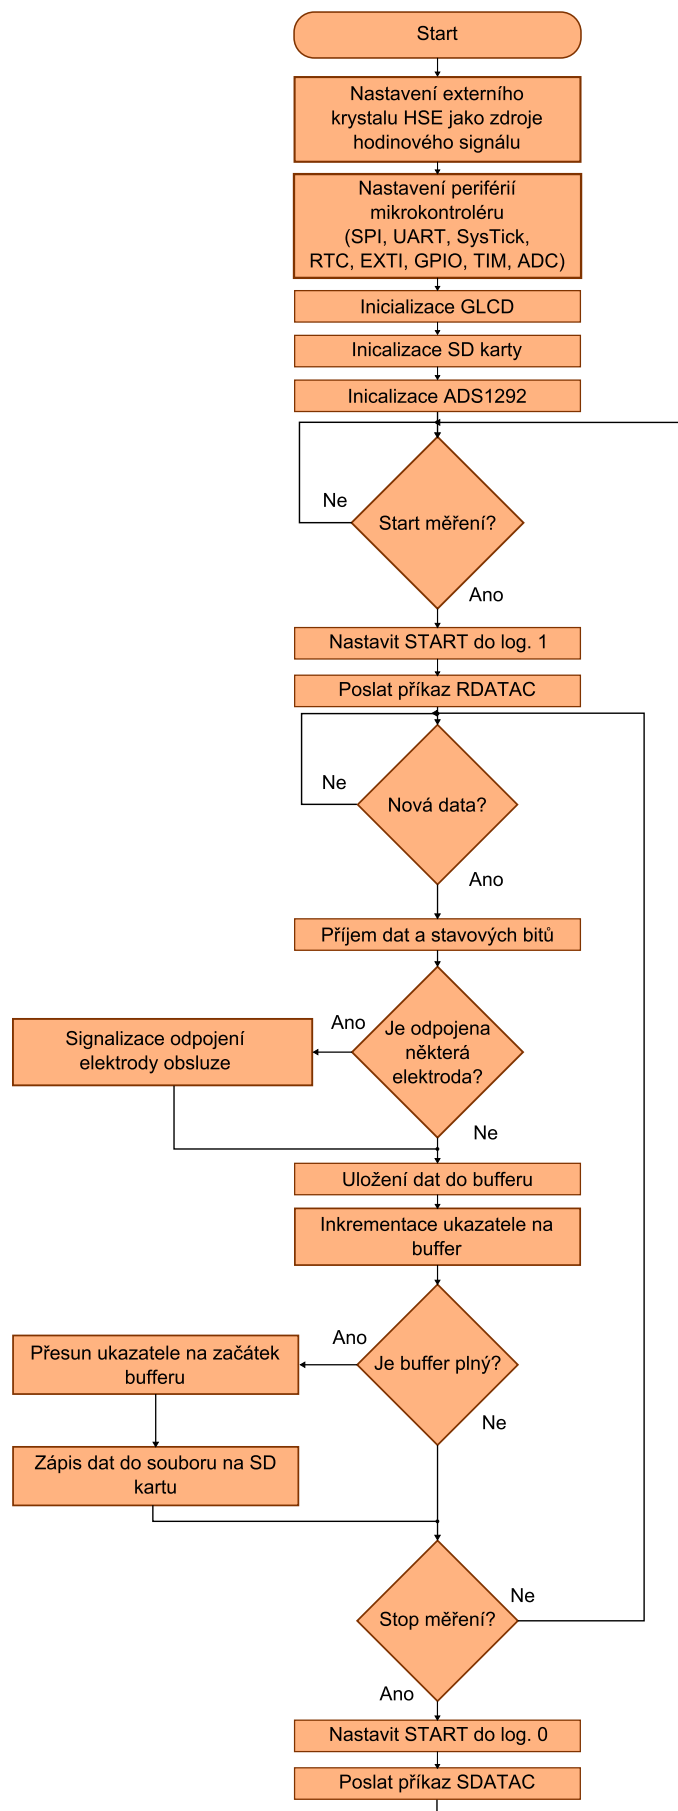 Start
Nastavení externího
krystalu HSE jako zdroje
hodinového signálu
Nastavení periférií
mikrokontroléru
(SPI, UART, SysTick,
RTC, EXTI, GPIO, TIM, ADC)
Inicializace GLCD
Inicalizace SD karty
Inicalizace ADS1292
Ne
Start měření?
Ano
Nastavit START do log. 1
Poslat příkaz RDATAC
Ne
Nová data?
Ano
Příjem dat a stavových bitů
Ano
Je odpojena
některá
elektroda?
Signalizace odpojení
elektrody obsluze
Ne
Uložení dat do bufferu
Inkrementace ukazatele na
buffer
Ano
Je buffer plný?
Přesun ukazatele na začátek
bufferu
Ne
Zápis dat do souboru na SD
kartu
Ne
Stop měření?
Ano
Nastavit START do log. 0
Poslat příkaz SDATAC